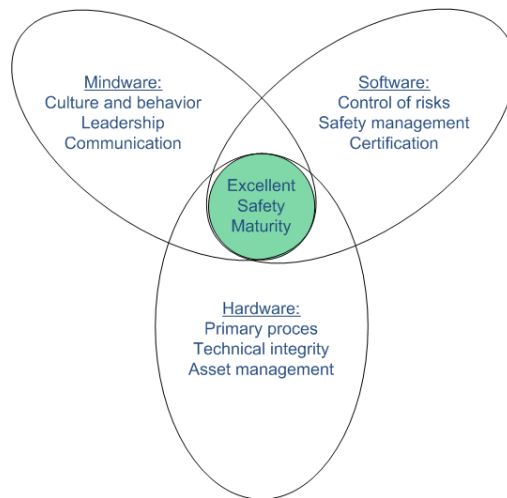 Mindware:
Culture and behavior
Leadership
Communication
Software:
Control of risks
Safety management
Certification
Excellent
Safety
Maturity
Hardware:
Primary proces
Technical integrity
Asset management